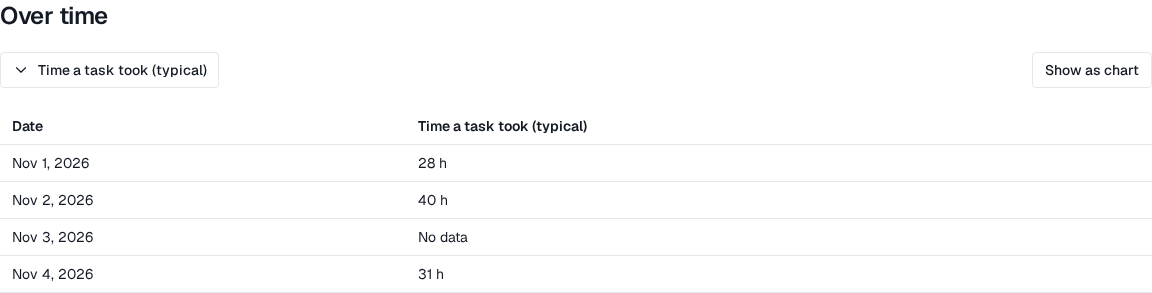 Over time
Time a task took (typical)
Show as chart
Date
Time a task took (typical)
Nov 1, 2026
28 h
Nov 2, 2026
40 h
Nov 3, 2026
No data
Nov 4, 2026
31 h